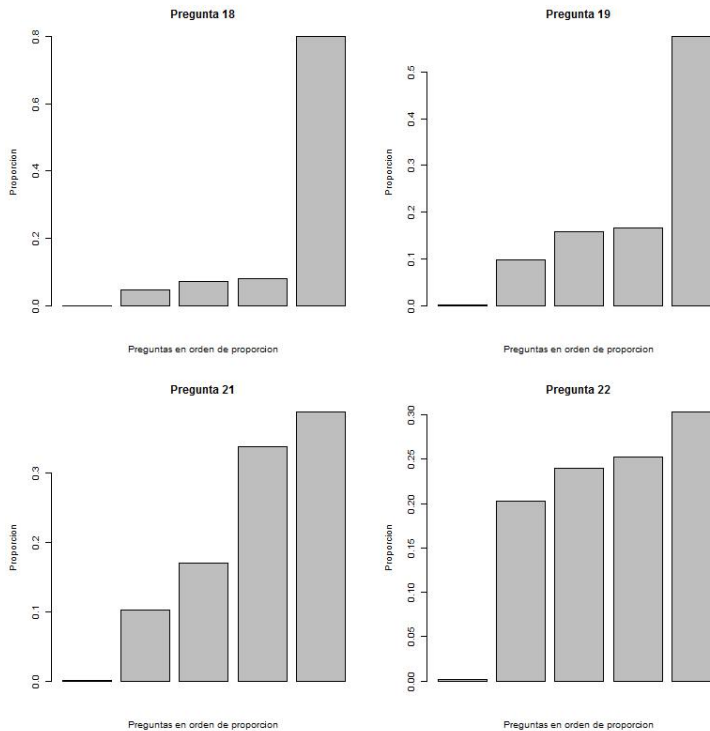 Pregunta 18
0.8
0.6
0.4
0.2
0.0
Proporcion
Preguntas en orden de proporcion
Pregunta 19
0.5
0.4
0.3
0.2
0.1
0.0
Proporcion
Preguntas en orden de proporcion
Pregunta 21
0.3
0.2
0.1
0.0
Proporcion
Preguntas en orden de proporcion
Pregunta 22
0.30
0.25
0.20
0.15
0.10
0.05
0.00
Proporcion
Preguntas en orden de proporcion